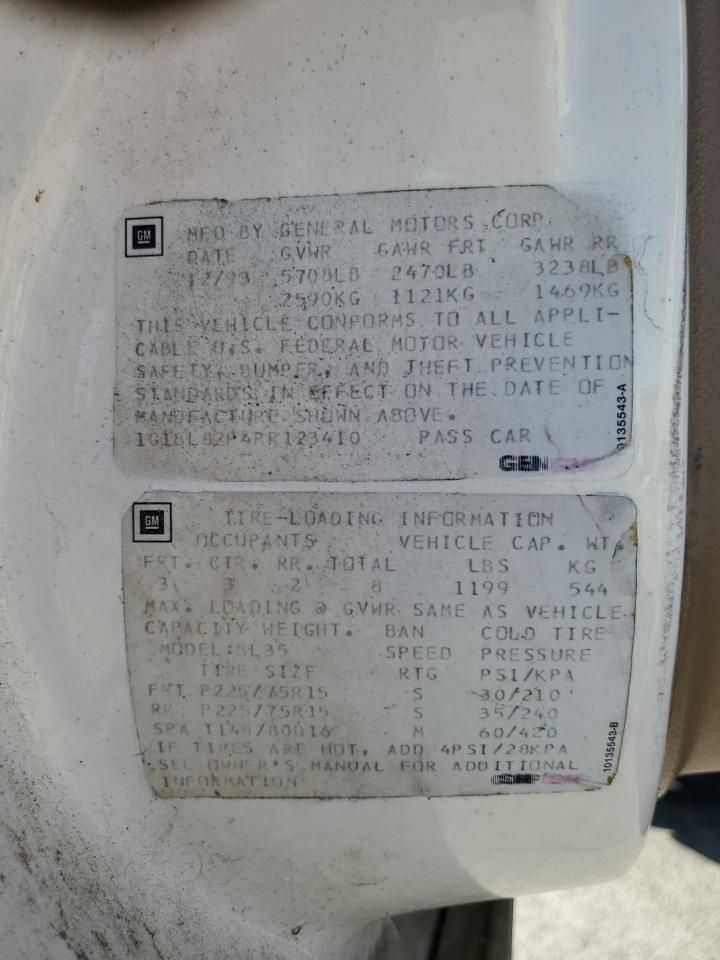 GM
MFD BY GENERAL MOTORS CORP
DATE GVWR GAWR FRT GAWR RR
12/93 5708LB 2470LB 3238LB
2590KG 1121KG 1469KG
THIS VEHICLE CONFORMS TO ALL APPLI-
CABLE U.S. FEDERAL MOTOR VEHICLE
SAFETY, BUMPER, AND THEFT PREVENTION
STANDARDS IN EFFECT ON THE DATE OF
MANUFACTURE SHOWN ABOVE.
PASS CAR
10135543-A
GM
TIRE-LOADING INFORMATION
OCCUPANTS VEHICLE CAP. WT.
FRT. CTR. RR. TOTAL LBS KG
3 3 2 8 1199 544
MAX. LOADING @ GVWR SAME AS VEHICLE
CAPACITY WEIGHT. BAN COLD TIRE
MODEL:BL35 SPEED PRESSURE
TIRE SIZE RTG PSI/KPA
FRT P225/75R15 S 30/210
RR P225/75R15 S 35/240
SPA M 60/420
IF TIRES ARE HOT, ADD 4PSI/28KPA
SEE OWNER'S MANUAL FOR ADDITIONAL
INFORMATION
10135543-B